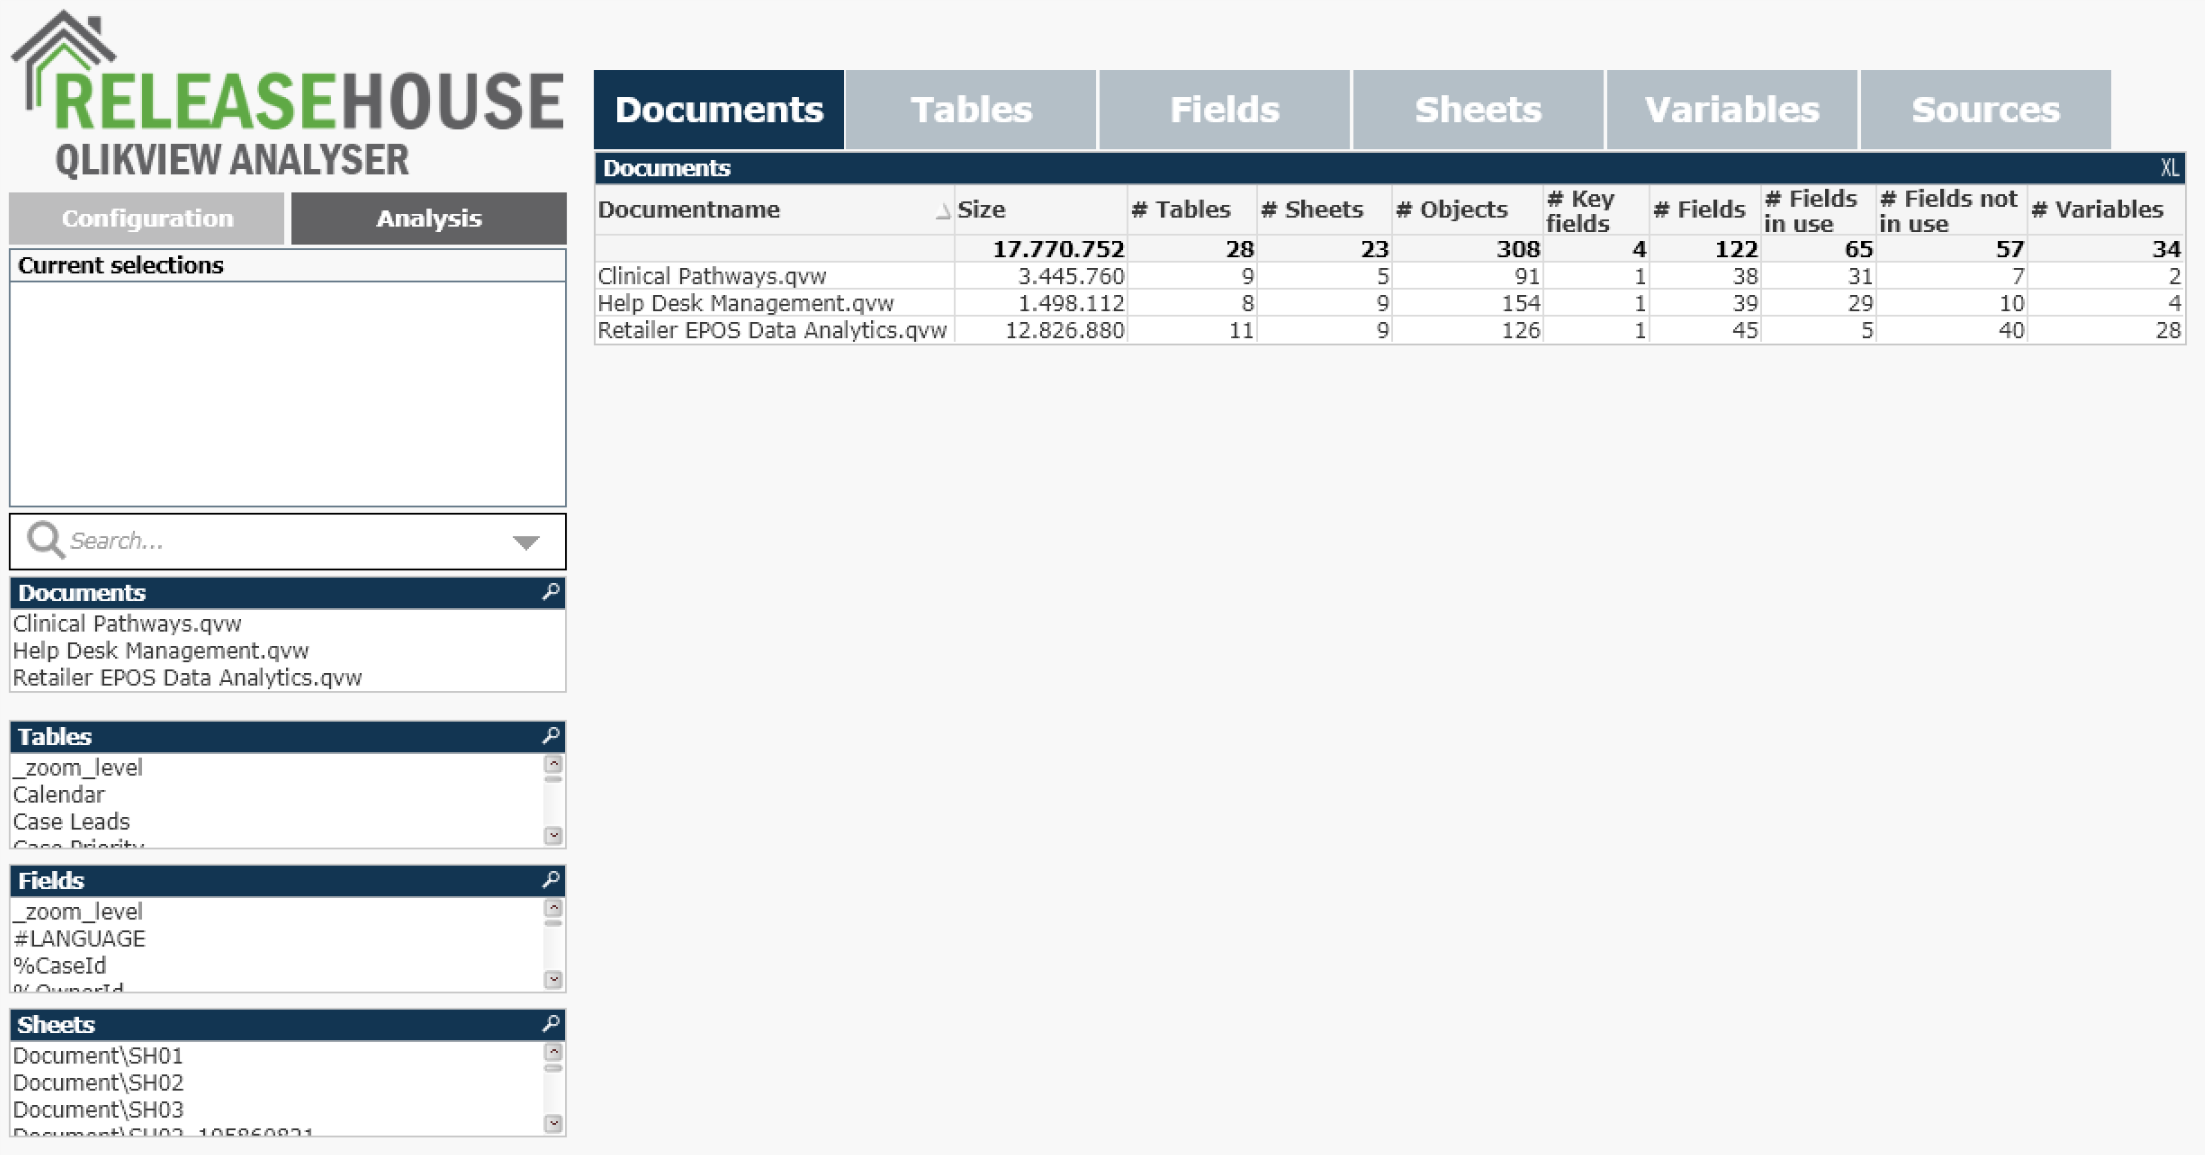 RELEASEHOUSE
QLIKVIEW ANALYSER
Configuration Analysis
Current selections
Search...
Documents
Clinical Pathways.qvw
Help Desk Management.qvw
Retailer EPOS Data Analytics.qvw
Tables
_zoom_level
Calendar
Case Leads
Case Priority
Fields
_zoom_level
#LANGUAGE
%CaseId
%OwnerId
Sheets
Document\SH01
Document\SH02
Document\SH03
Documents Tables Fields Sheets Variables Sources
Documents XL
Documentname Size # Tables # Sheets # Objects # Key fields # Fields # Fields in use # Fields not in use # Variables
17.770.752 28 23 308 4 122 65 57 34
Clinical Pathways.qvw 3.445.760 9 5 91 1 38 31 7 2
Help Desk Management.qvw 1.498.112 8 9 154 1 39 29 10 4
Retailer EPOS Data Analytics.qvw 12.826.880 11 9 126 1 45 5 40 28